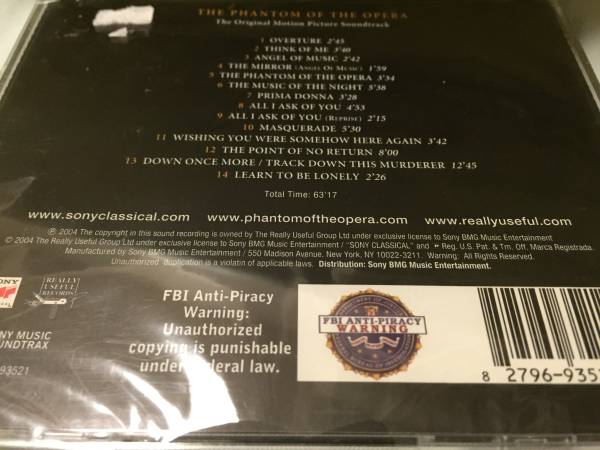 THE PHANTOM OF THE OPERA
The Original Motion Picture Soundtrack
1 OVERTURE 2'45
2 THINK OF ME 3'40
3 ANGEL OF MUSIC 2'42
4 THE MIRROR (ANGEL OF MUSIC) 1'59
5 THE PHANTOM OF THE OPERA 3'34
6 THE MUSIC OF THE NIGHT 5'38
7 PRIMA DONNA 3'28
8 ALL I ASK OF YOU 4'53
9 ALL I ASK OF YOU (REPRISE) 2'15
10 MASQUERADE 5'30
11 WISHING YOU WERE SOMEHOW HERE AGAIN 3'42
12 THE POINT OF NO RETURN 8'00
13 DOWN ONCE MORE / TRACK DOWN THIS MURDERER 12'45
14 LEARN TO BE LONELY 2'26
Total Time: 63'17
www.sonyclassical.com www.phantomoftheopera.com www.reallyuseful.com
℗ 2004 The copyright in this sound recording is owned by The Really Useful Group Ltd under exclusive license to Sony BMG Music Entertainment
© 2004 The Really Useful Group Ltd under exclusive license to Sony BMG Music Entertainment / "SONY CLASSICAL" and Reg. U.S. Pat. & Tm. Off. Marca Registrada.
Manufactured by Sony BMG Music Entertainment / 550 Madison Avenue, New York, NY 10022-3211. Warning: All Rights Reserved.
Unauthorized duplication is a violatin of applicable laws. Distribution: Sony BMG Music Entertainment.
SONY
REALLY
USEFUL
RECORDS
NY MUSIC
UNDTRAX
93521
FBI Anti-Piracy
Warning:
Unauthorized
copying is punishable
under federal law.
FBI ANTI-PIRACY
WARNING
8 2796-9352